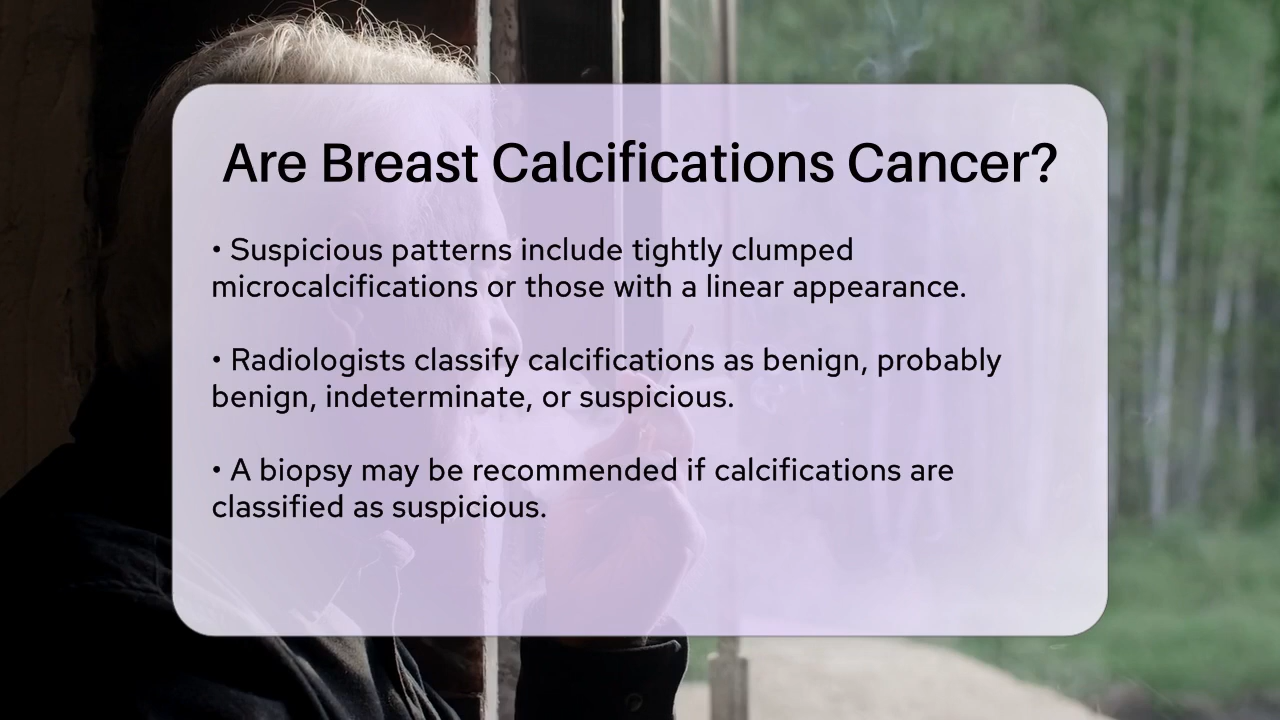 Are Breast Calcifications Cancer?
• Suspicious patterns include tightly clumped
microcalcifications or those with a linear appearance.
• Radiologists classify calcifications as benign, probably
benign, indeterminate, or suspicious.
• A biopsy may be recommended if calcifications are
classified as suspicious.